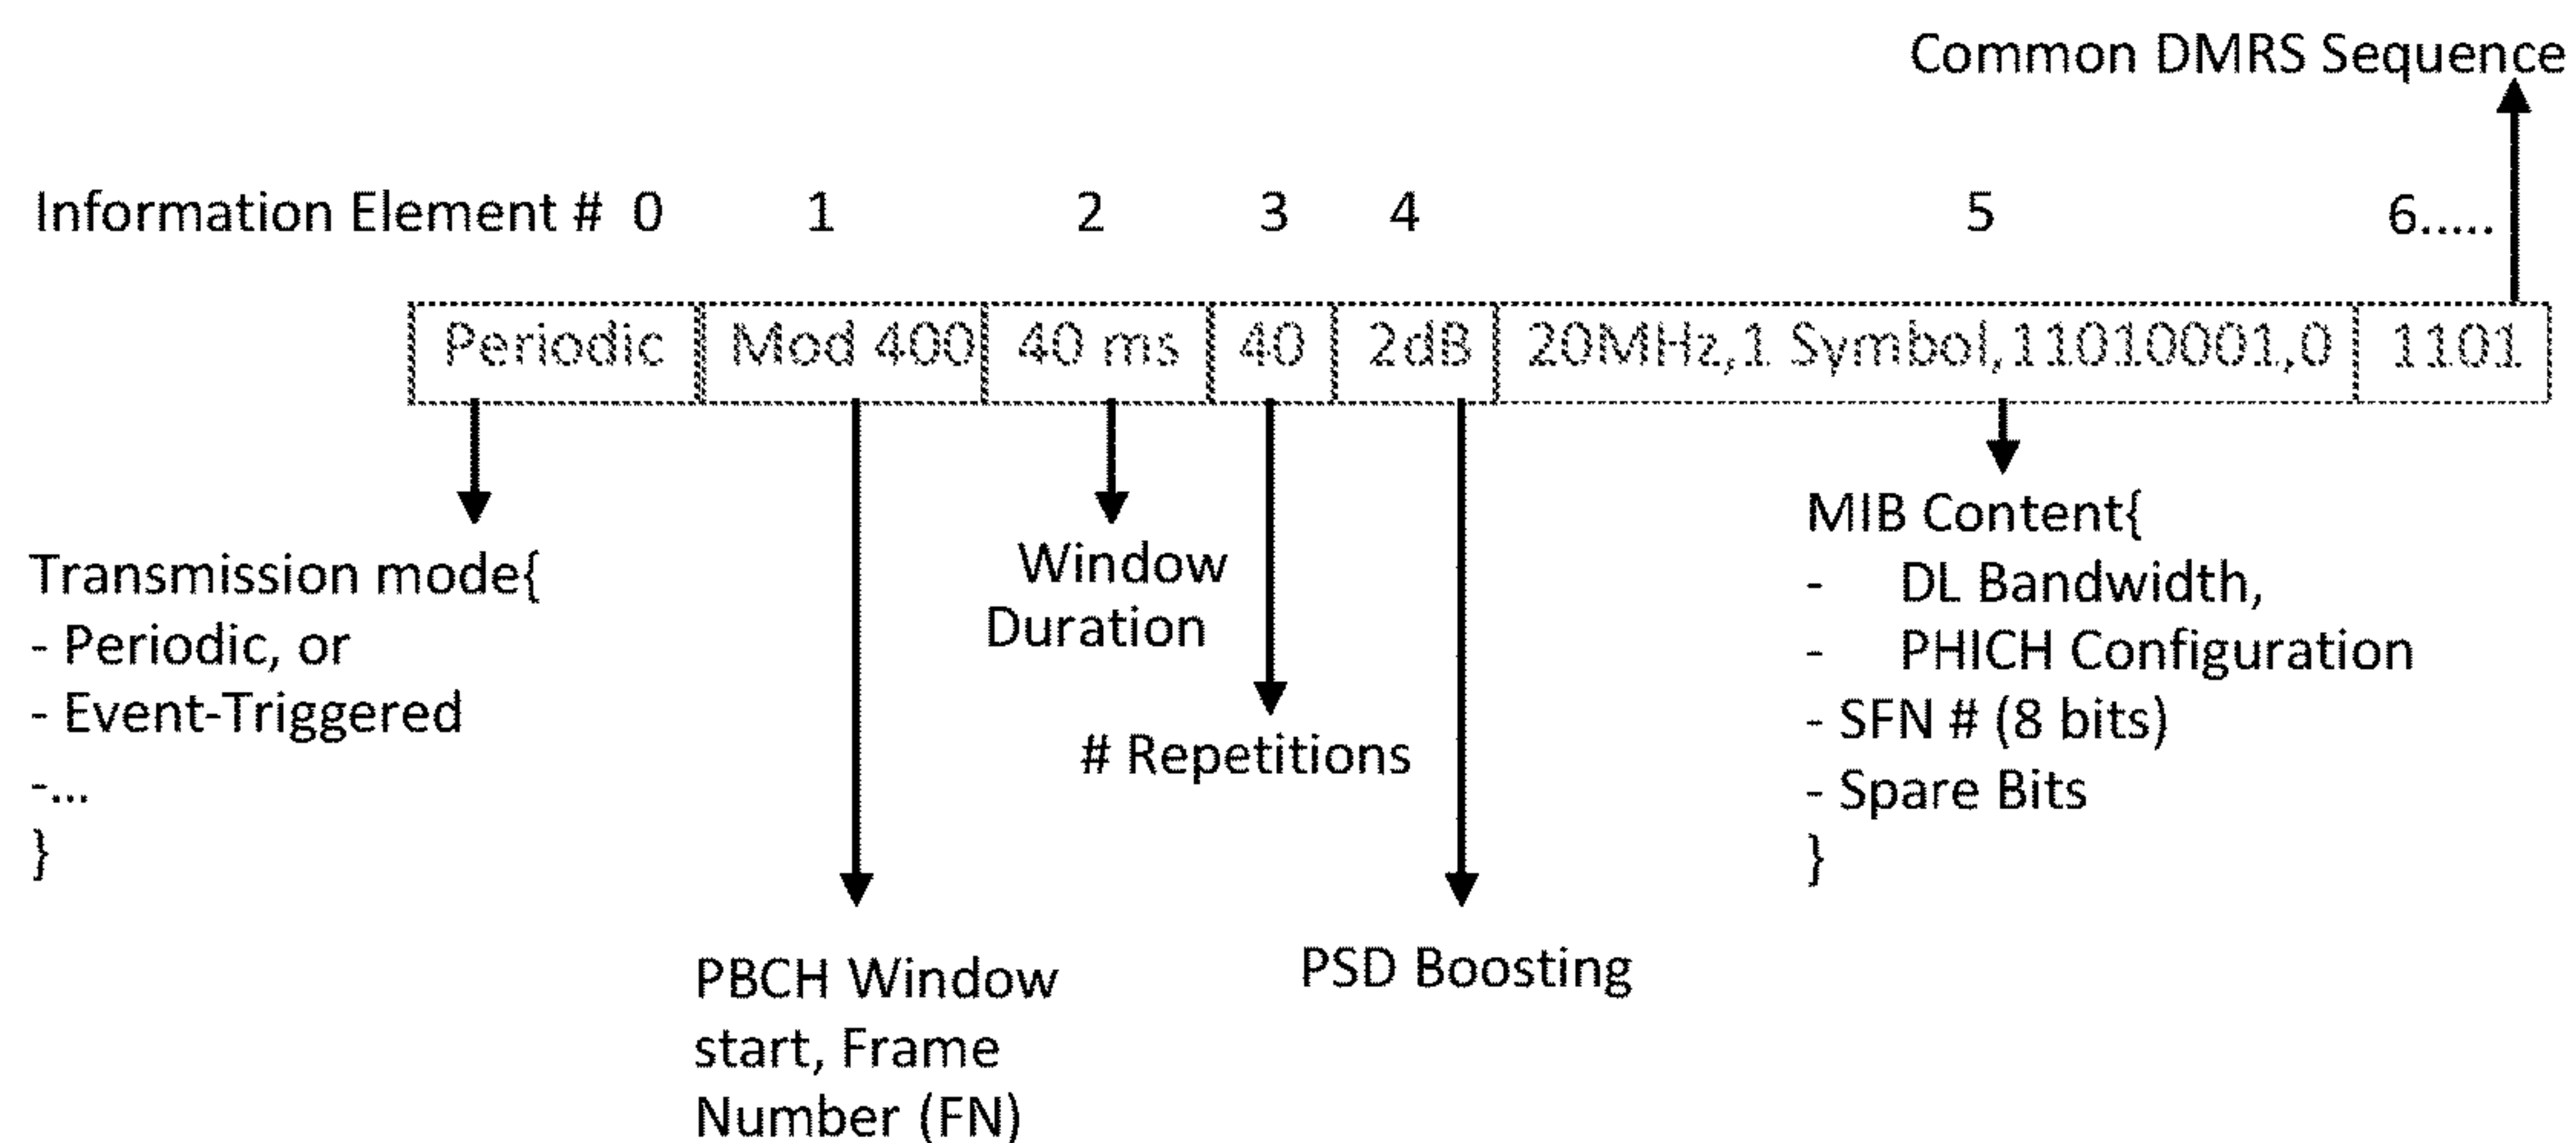 Common DMRS Sequence
Information Element # 0 1 2 3 4 5 6.....
Periodic Mod 400 40 ms 40 2dB 20MHz,1 Symbol,11010001,0 1101
Transmission mode{
- Periodic, or
- Event-Triggered
-...
}
PBCH Window
start, Frame
Number (FN)
Window
Duration
# Repetitions
PSD Boosting
MIB Content{
- DL Bandwidth,
- PHICH Configuration
- SFN # (8 bits)
- Spare Bits
}